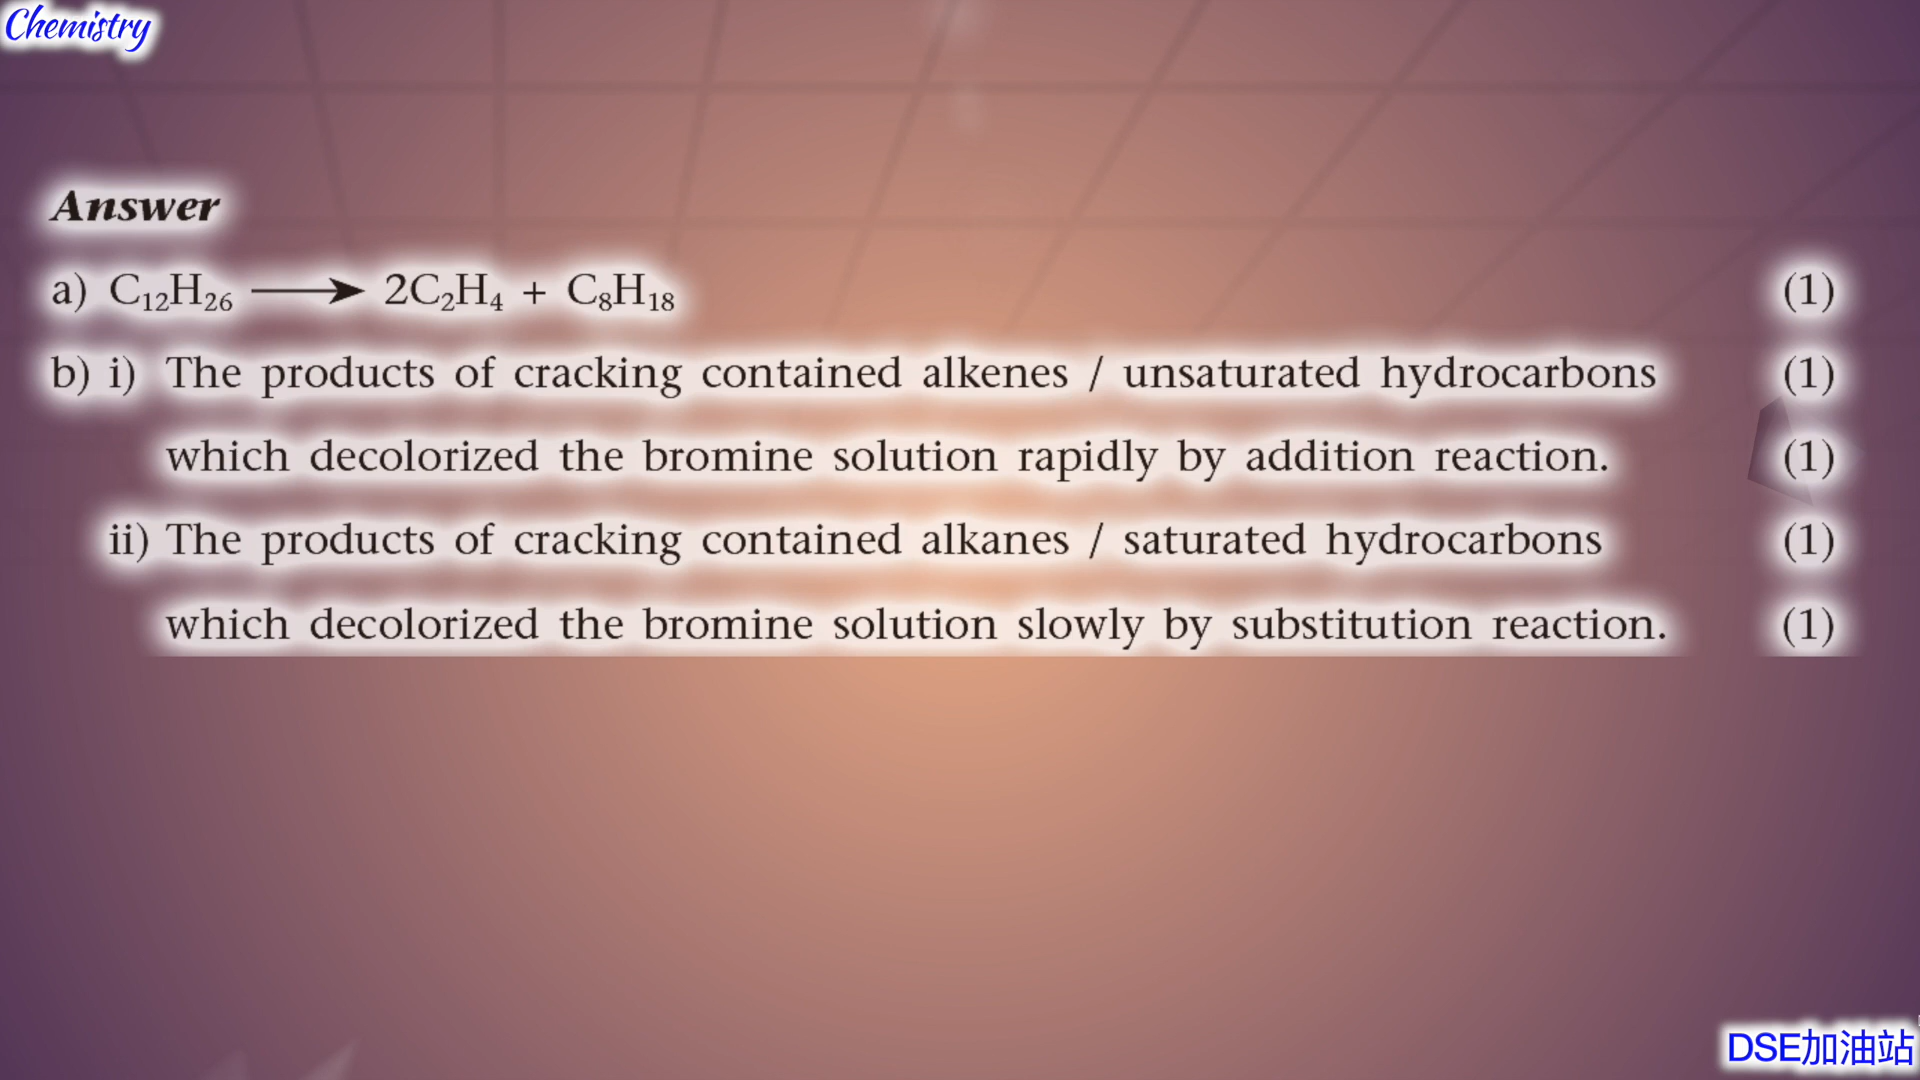 Chemistry
Answer
a) C₁₂H₂₆ ⟶ 2C₂H₄ + C₈H₁₈ (1)
b) i) The products of cracking contained alkenes / unsaturated hydrocarbons (1)
which decolorized the bromine solution rapidly by addition reaction. (1)
ii) The products of cracking contained alkanes / saturated hydrocarbons (1)
which decolorized the bromine solution slowly by substitution reaction. (1)
DSE加油站